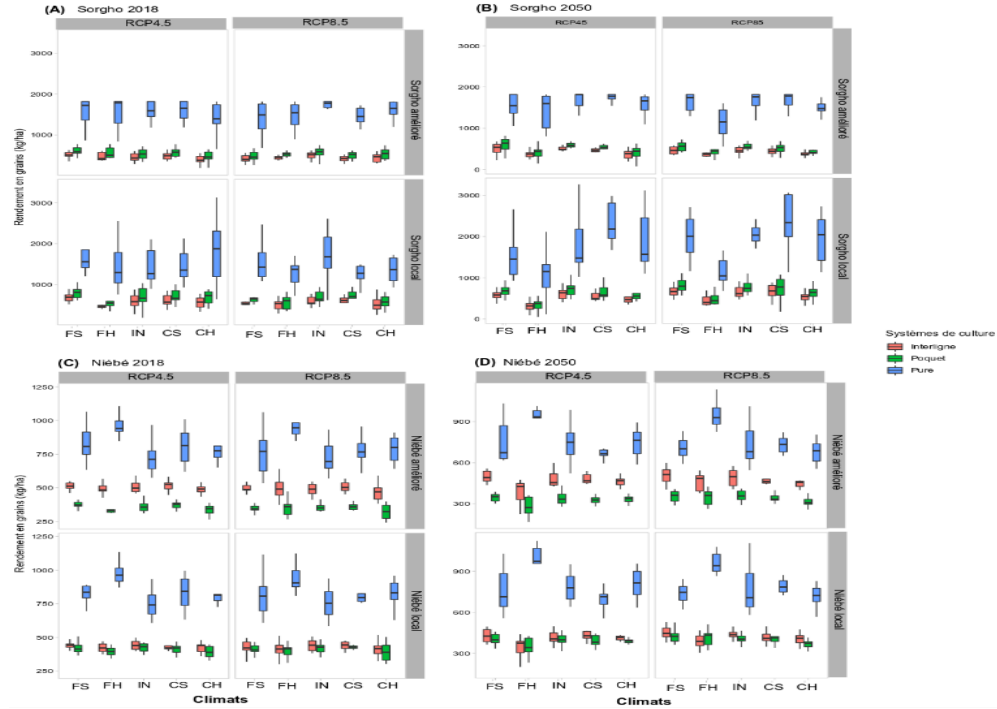 (A) Sorgho 2018
RCP4.5 RCP8.5
3000
2000
1000
Sorgho amélioré
3000
2000
1000
Sorgho local
Rendement en grains (kg/ha)
FS FH IN CS CH FS FH IN CS CH
(B) Sorgho 2050
RCP45 RCP85
3000
2000
1000
0
Sorgho amélioré
3000
2000
1000
0
Sorgho local
FS FH IN CS CH FS FH IN CS CH
(C) Niébé 2018
RCP4.5 RCP8.5
1250
1000
750
500
250
Niébé amélioré
1250
1000
750
500
250
Niébé local
Rendement en grains (kg/ha)
FS FH IN CS CH FS FH IN CS CH
Climats
(D) Niébé 2050
RCP4.5 RCP8.5
900
600
300
Niébé amélioré
900
600
300
Niébé local
FS FH IN CS CH FS FH IN CS CH
Climats
Systèmes de culture
Interligne
Poquet
Pure